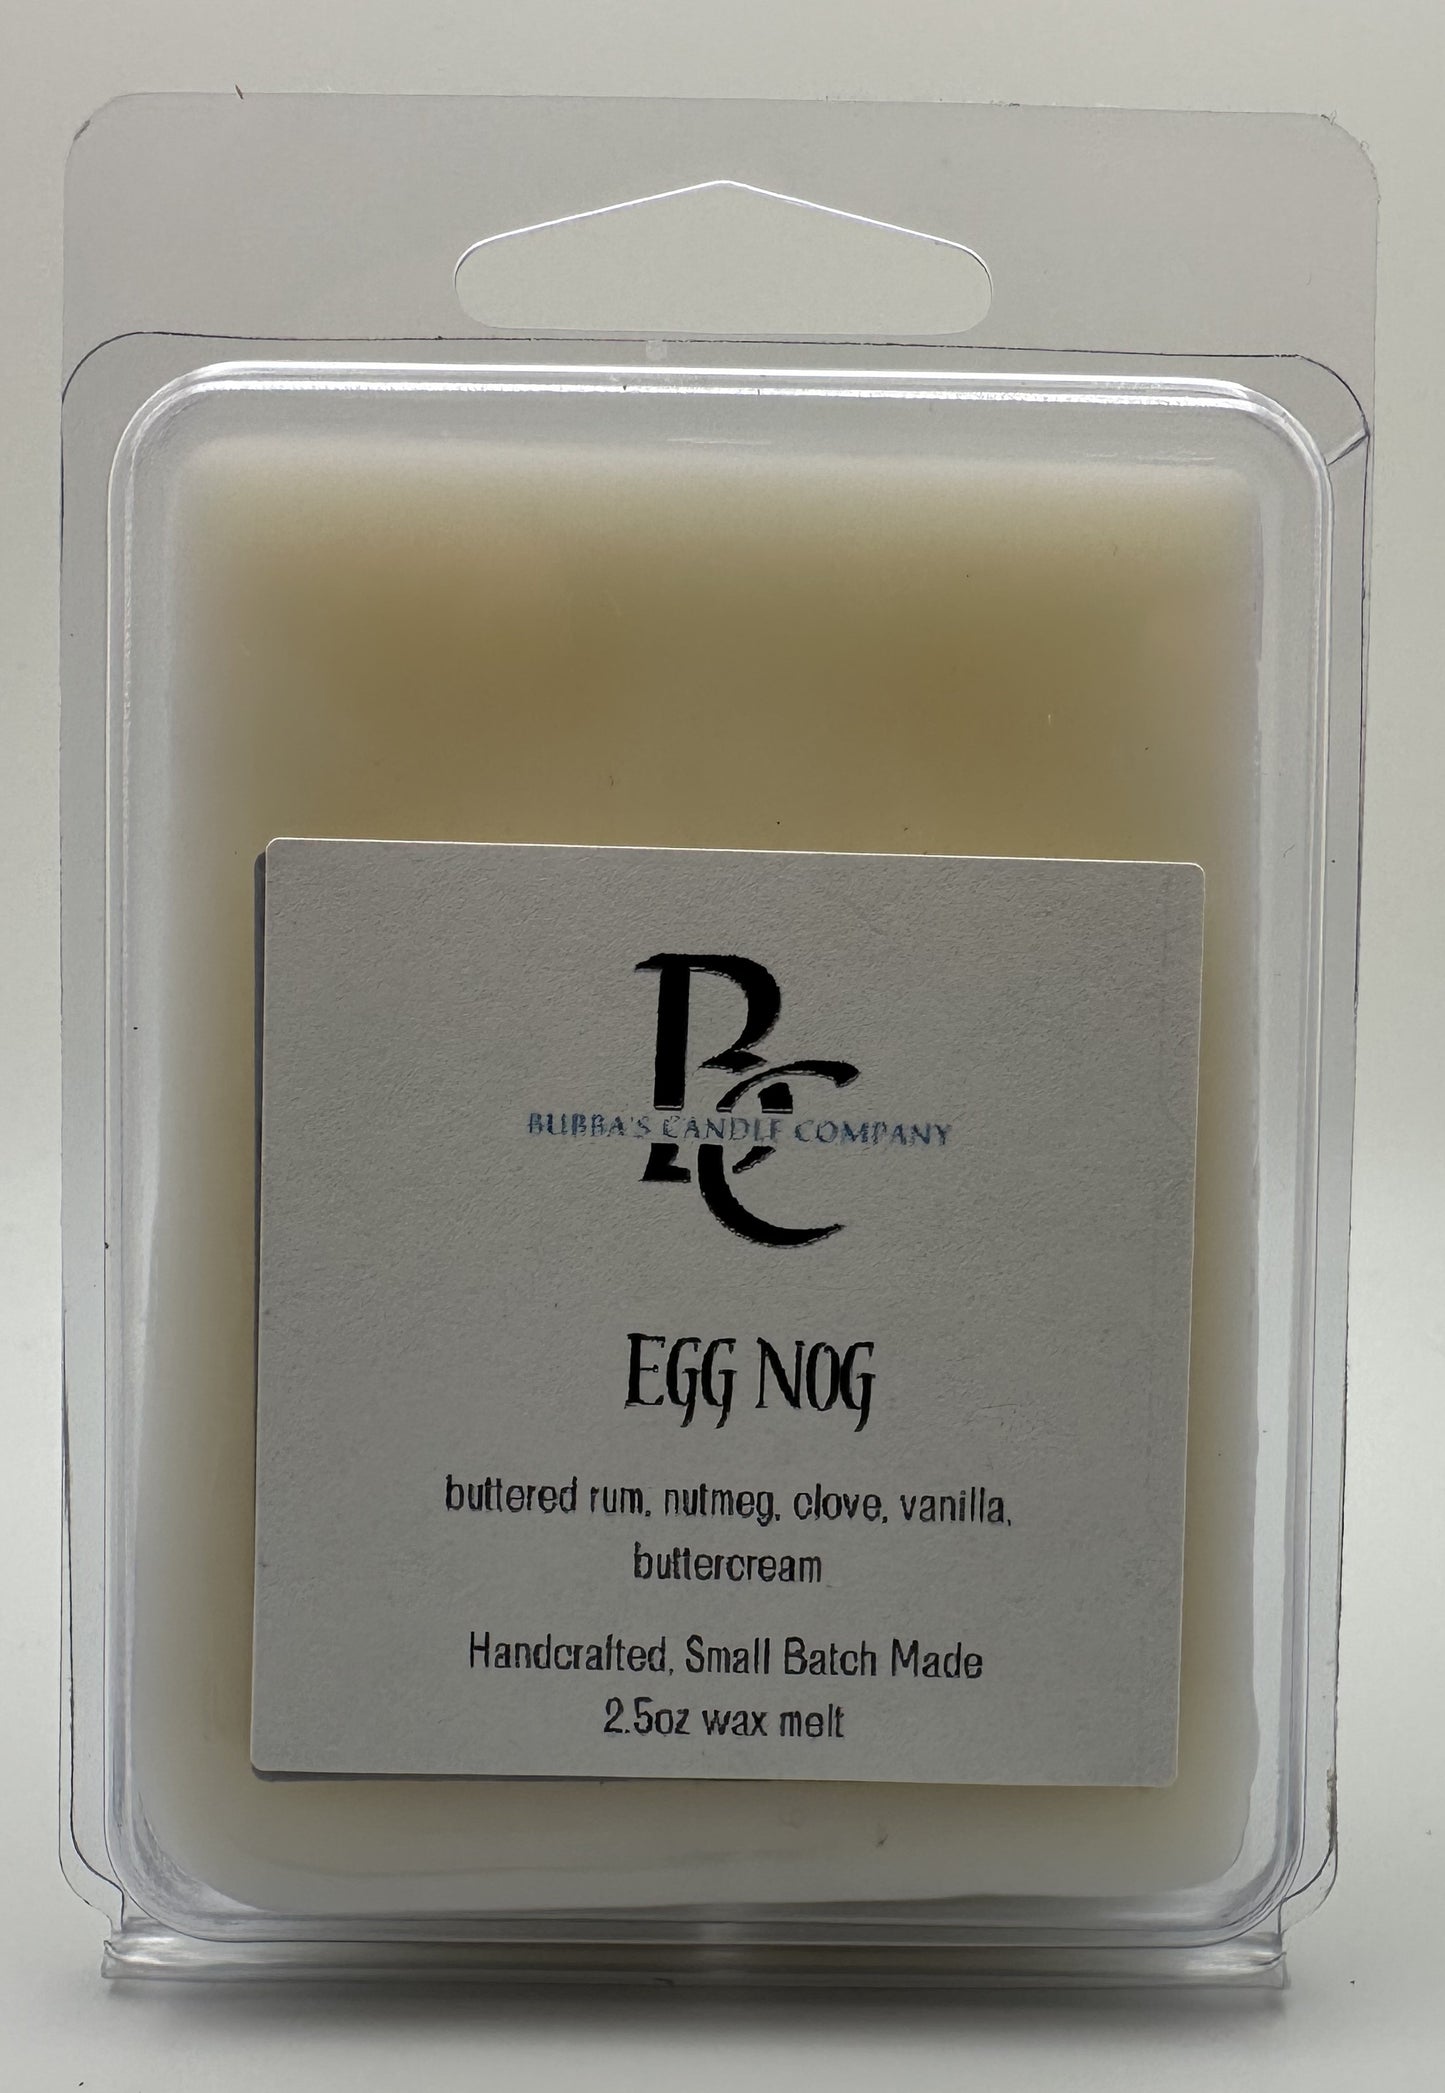 BC
BUBBA'S CANDLE COMPANY
EGG NOG
buttered rum, nutmeg, clove, vanilla,
buttercream
Handcrafted, Small Batch Made
2.5oz wax melt